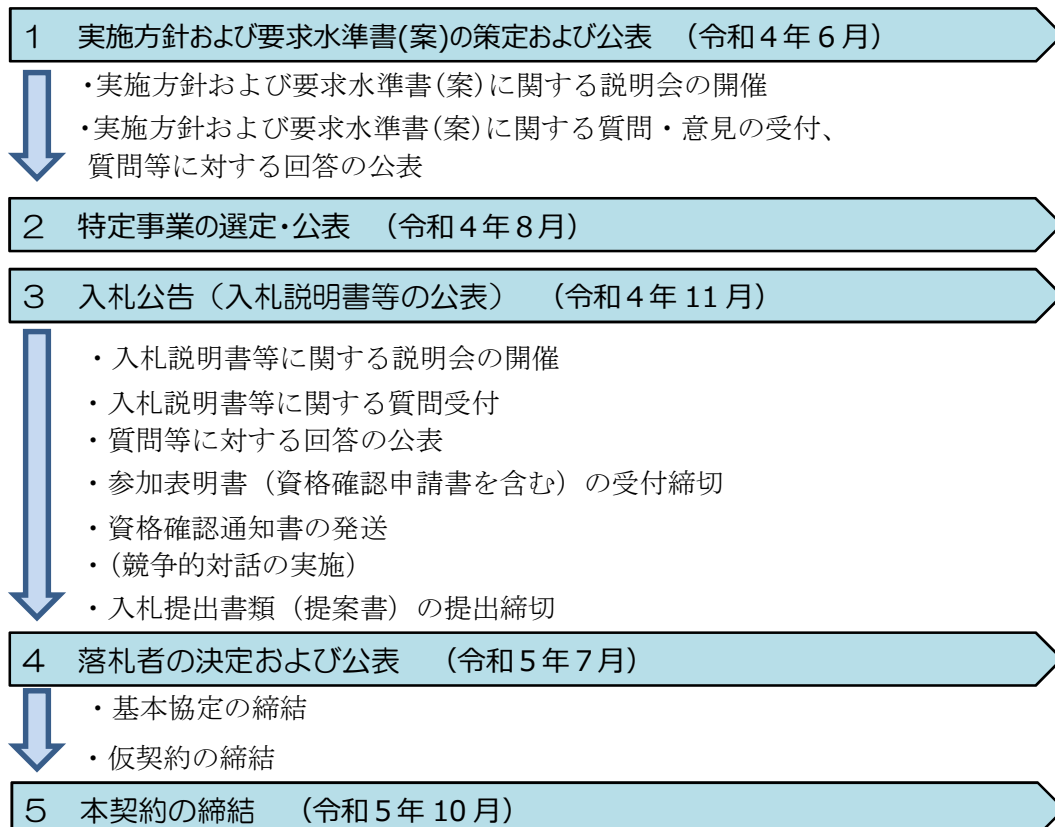 １　実施方針および要求水準書(案)の策定および公表　（令和４年６月）
・実施方針および要求水準書(案)に関する説明会の開催
・実施方針および要求水準書(案)に関する質問・意見の受付、
質問等に対する回答の公表
２　特定事業の選定・公表　（令和４年８月）
３　入札公告（入札説明書等の公表）　（令和４年 11 月）
・入札説明書等に関する説明会の開催
・入札説明書等に関する質問受付
・質問等に対する回答の公表
・参加表明書（資格確認申請書を含む）の受付締切
・資格確認通知書の発送
・(競争的対話の実施)
・入札提出書類（提案書）の提出締切
４　落札者の決定および公表　（令和５年７月）
・基本協定の締結
・仮契約の締結
５　本契約の締結　（令和５年 10 月）